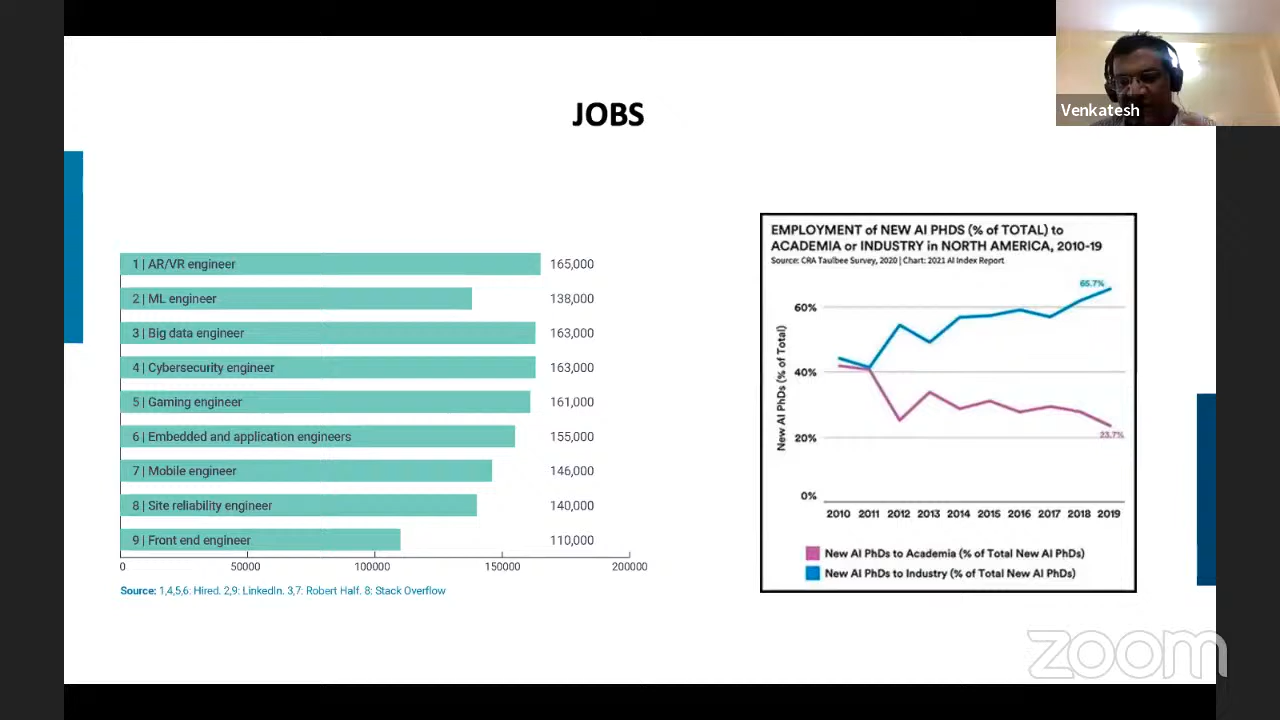 JOBS
Venkatesh
1 | AR/VR engineer 165,000
2 | ML engineer 138,000
3 | Big data engineer 163,000
4 | Cybersecurity engineer 163,000
5 | Gaming engineer 161,000
6 | Embedded and application engineers 155,000
7 | Mobile engineer 146,000
8 | Site reliability engineer 140,000
9 | Front end engineer 110,000
0 50000 100000 150000 200000
Source: 1,4,5,6: Hired. 2,9: LinkedIn. 3,7: Robert Half. 8: Stack Overflow
EMPLOYMENT of NEW AI PHDS (% of TOTAL) to
ACADEMIA or INDUSTRY in NORTH AMERICA, 2010-19
Source: CRA Taulbee Survey, 2020 | Chart: 2021 AI Index Report
65.7%
60%
40%
20%
0%
New AI PhDs (% of Total)
23.7%
2010 2011 2012 2013 2014 2015 2016 2017 2018 2019
New AI PhDs to Academia (% of Total New AI PhDs)
New AI PhDs to Industry (% of Total New AI PhDs)
zoom